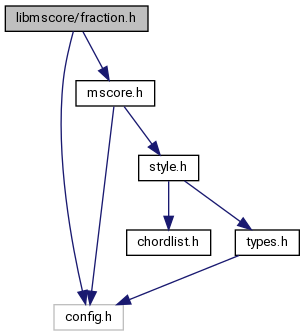 libmscore/fraction.h
mscore.h
style.h
chordlist.h
types.h
config.h